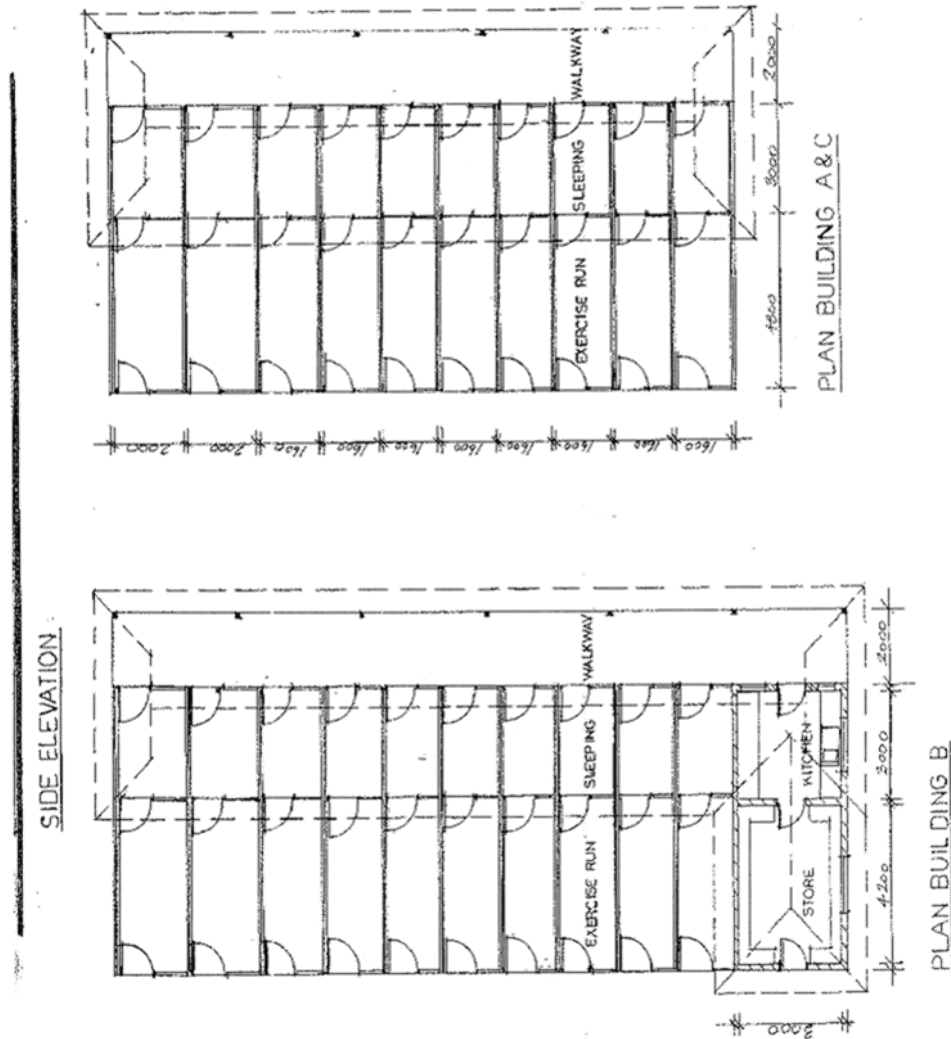 SIDE ELEVATION
WALKWAY
SLEEPING
EXERCISE RUN
2000
3000
4800
2000
2000
1600
1600
1600
1600
1600
1600
1600
1600
PLAN BUILDING A & C
WALKWAY
SLEEPING
EXERCISE RUN
KITCHEN
STORE
2000
3000
4200
3000
PLAN BUILDING B